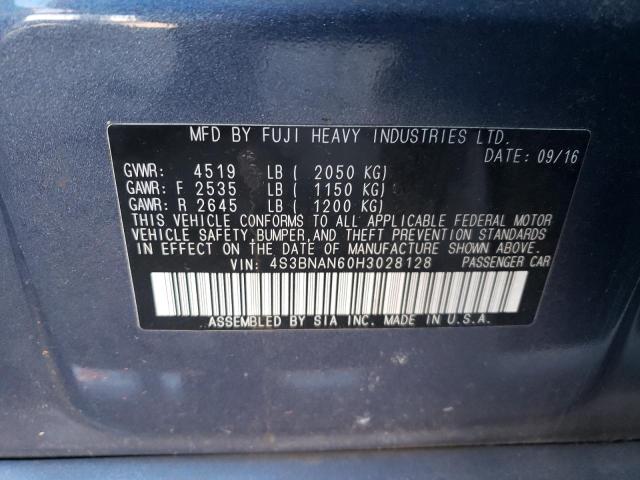 MFD BY FUJI HEAVY INDUSTRIES LTD.
DATE: 09/16
GVWR: 4519 LB ( 2050 KG)
GAWR: F 2535 LB ( 1150 KG)
GAWR: R 2645 LB ( 1200 KG)
THIS VEHICLE CONFORMS TO ALL APPLICABLE FEDERAL MOTOR
VEHICLE SAFETY, BUMPER, AND THEFT PREVENTION STANDARDS
IN EFFECT ON THE DATE OF MANUFACTURE SHOWN ABOVE.
VIN: 4S3BNAN60H3028128 PASSENGER CAR
ASSEMBLED BY SIA INC. MADE IN U.S.A.